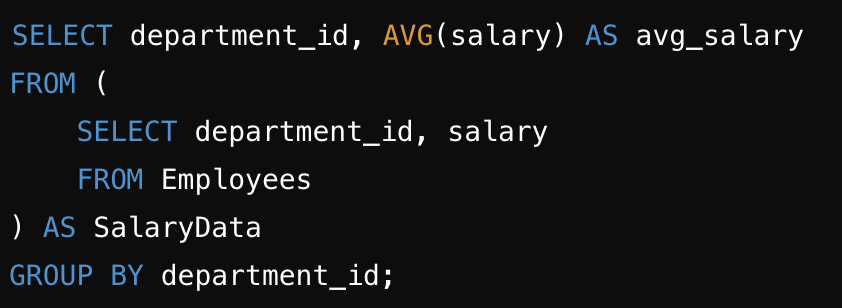 SELECT department_id, AVG(salary) AS avg_salary
FROM (
    SELECT department_id, salary
    FROM Employees
) AS SalaryData
GROUP BY department_id;